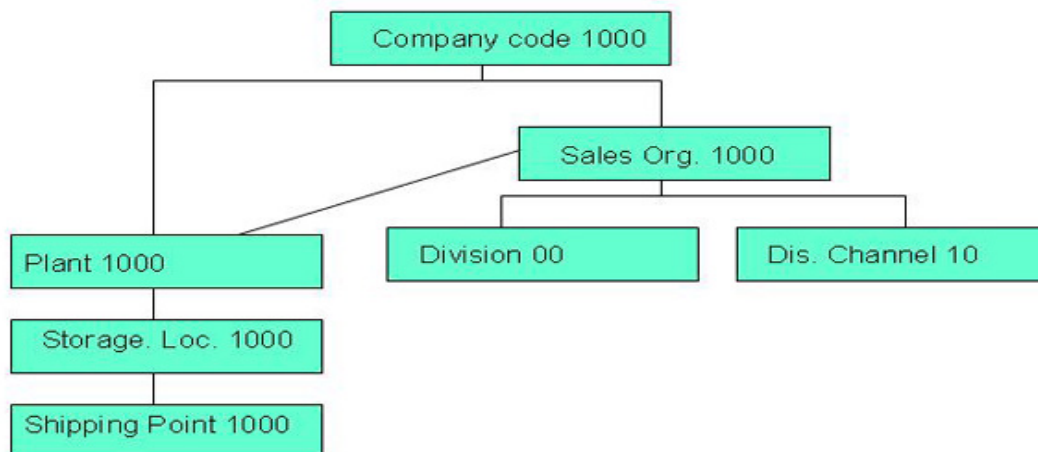 Company code 1000
Sales Org. 1000
Plant 1000
Division 00
Dis. Channel 10
Storage. Loc. 1000
Shipping Point 1000